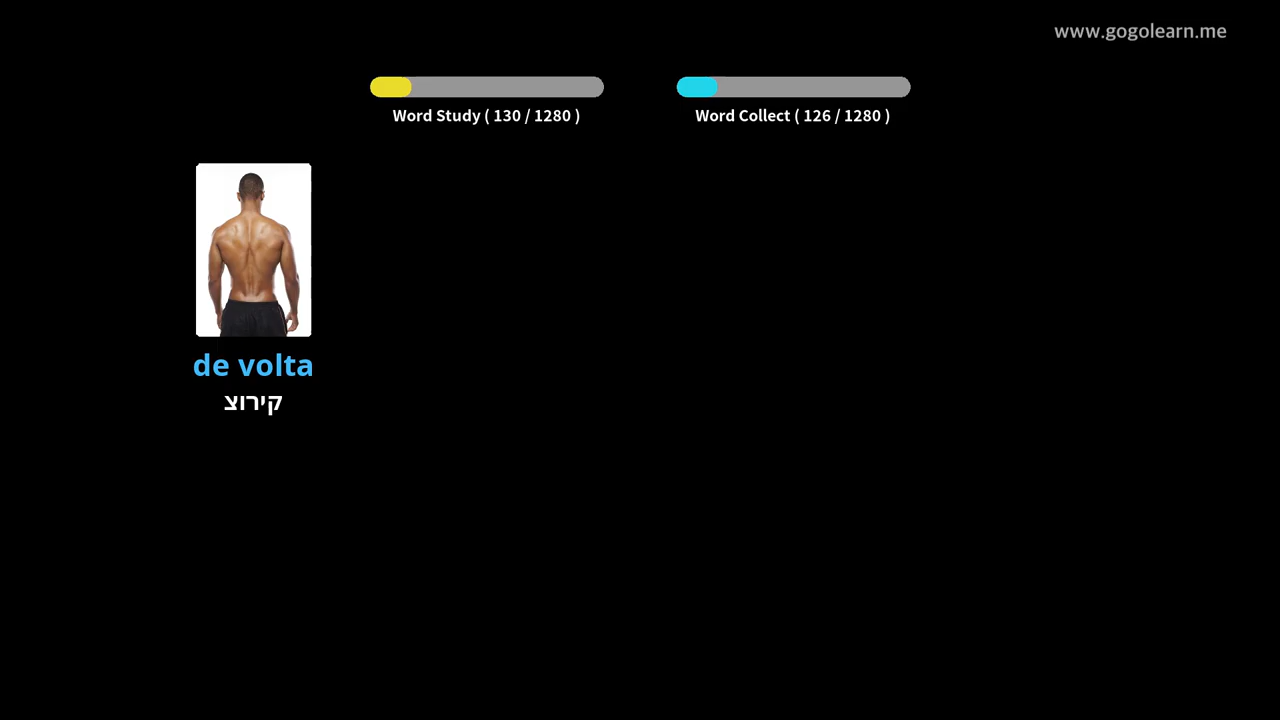 www.gogolearn.me
Word Study ( 130 / 1280 )
Word Collect ( 126 / 1280 )
de volta
קירוצ